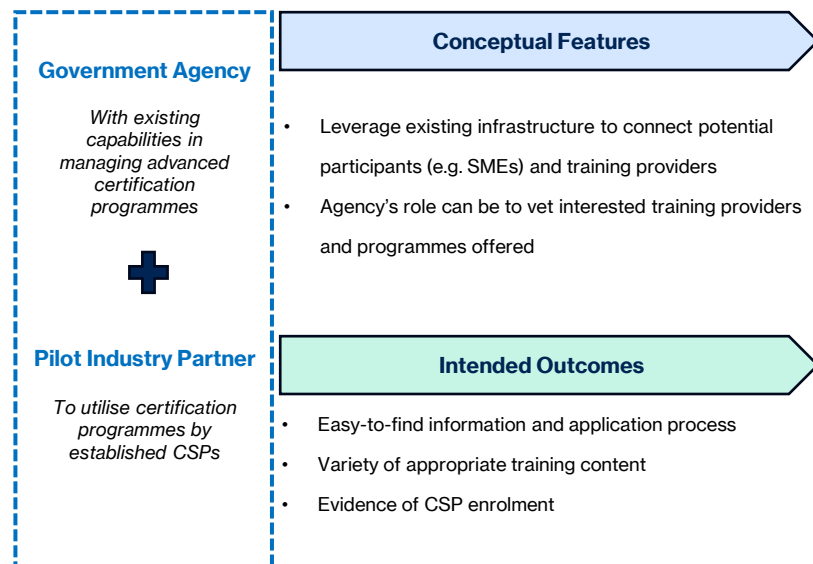 Government Agency
With existing
capabilities in
managing advanced
certification
programmes
Pilot Industry Partner
To utilise certification
programmes by
established CSPs
Conceptual Features
• Leverage existing infrastructure to connect potential
participants (e.g. SMEs) and training providers
• Agency's role can be to vet interested training providers
and programmes offered
Intended Outcomes
• Easy-to-find information and application process
• Variety of appropriate training content
• Evidence of CSP enrolment